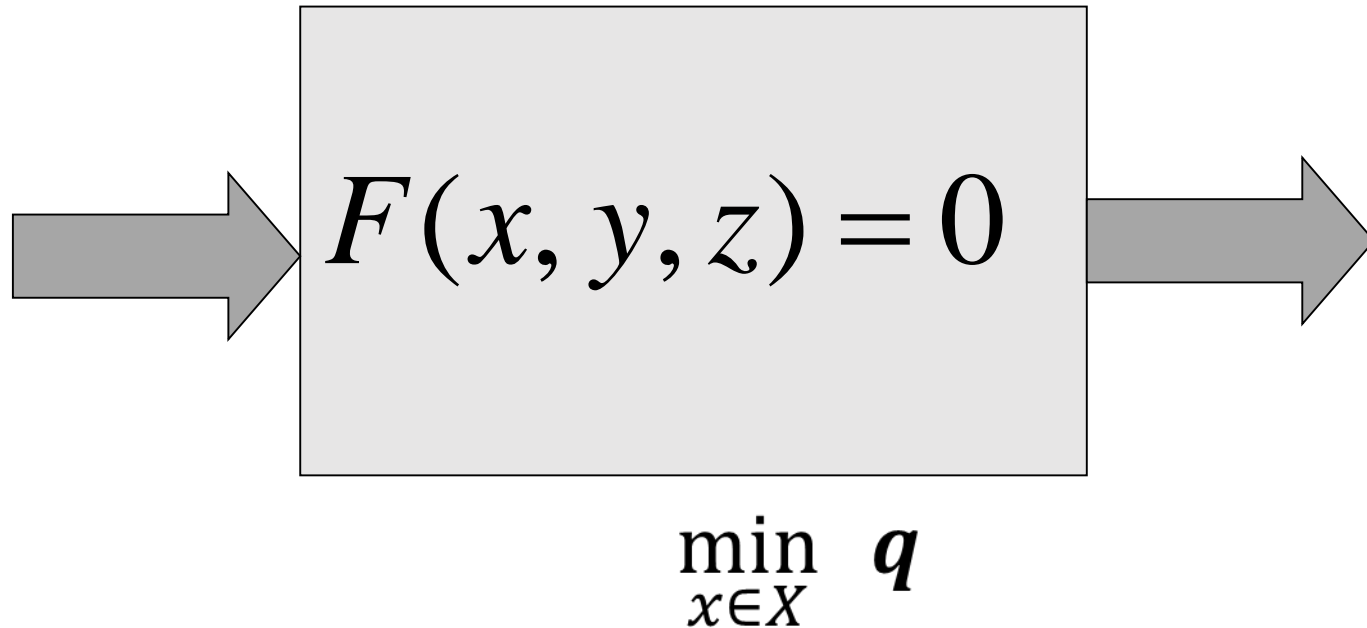 F(x, y, z) = 0
min q
x∈X